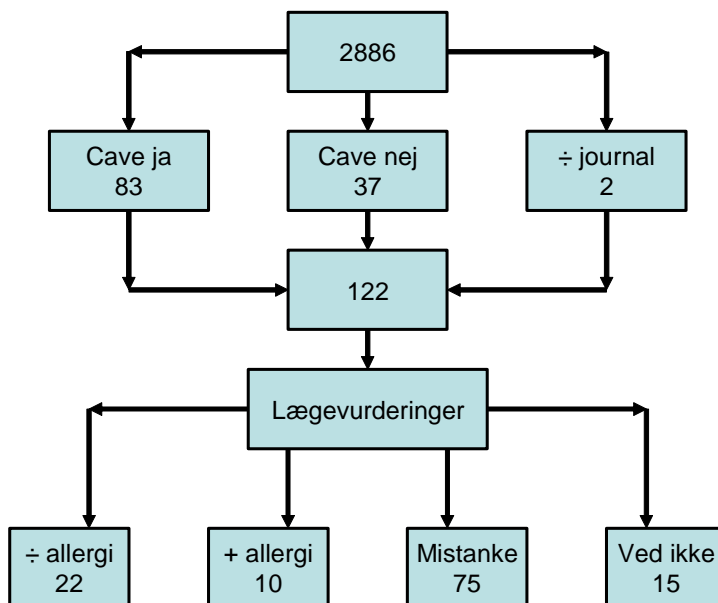 2886
Cave ja
83
Cave nej
37
÷ journal
2
122
Lægevurderinger
÷ allergi
22
+ allergi
10
Mistanke
75
Ved ikke
15